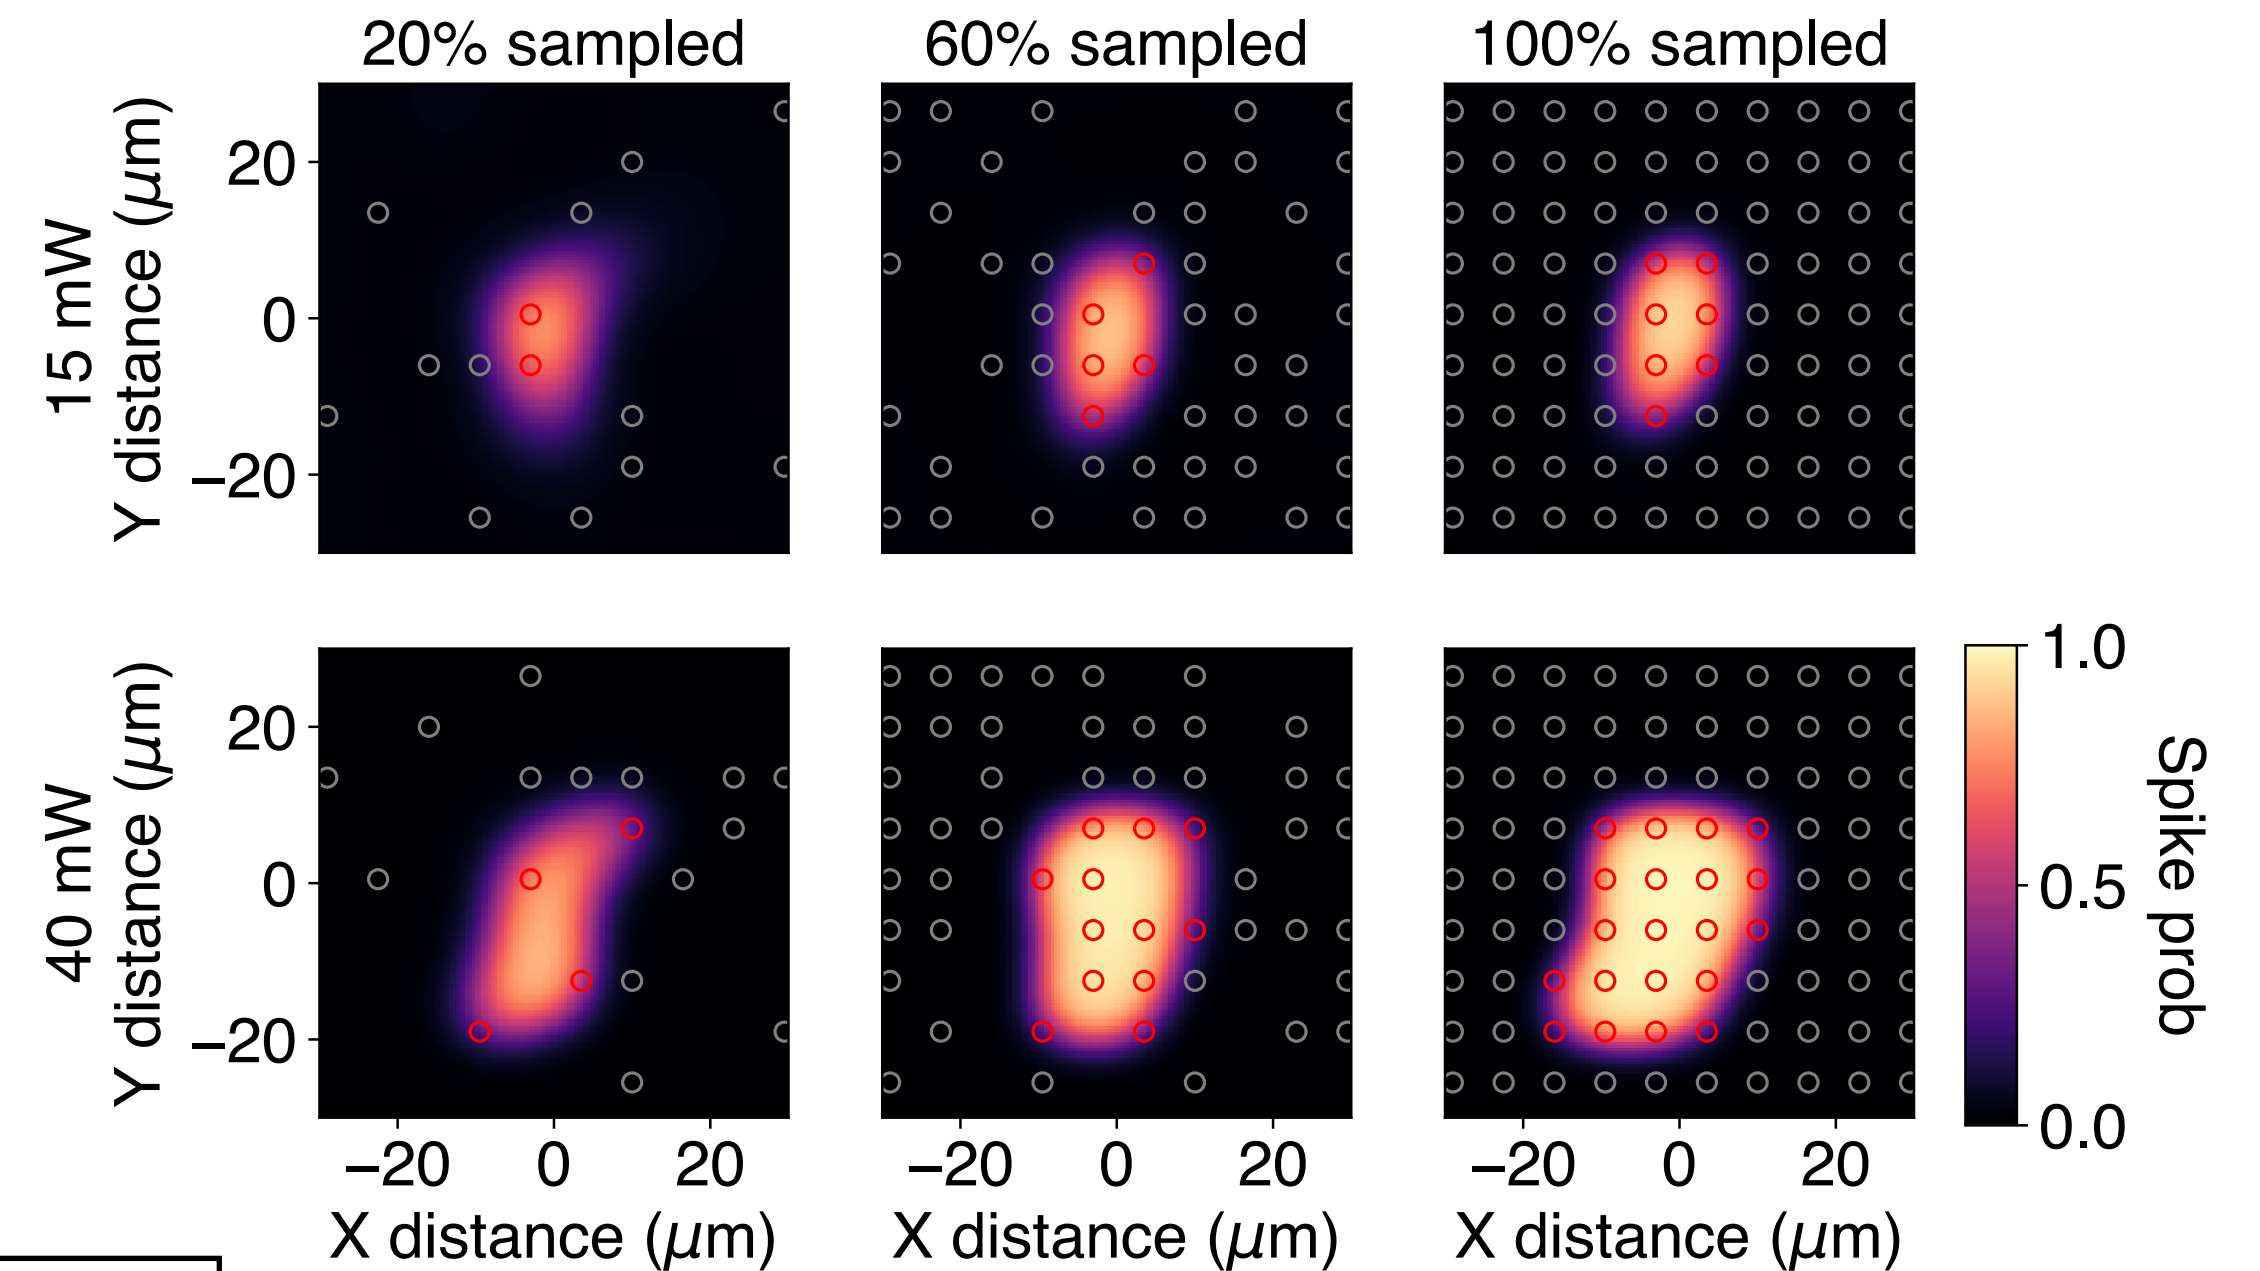 20% sampled
60% sampled
100% sampled
15 mW
Y distance (μm)
20
0
−20
40 mW
Y distance (μm)
20
0
−20
−20 0 20
−20 0 20
−20 0 20
X distance (μm)
X distance (μm)
X distance (μm)
1.0
0.5
0.0
Spike prob